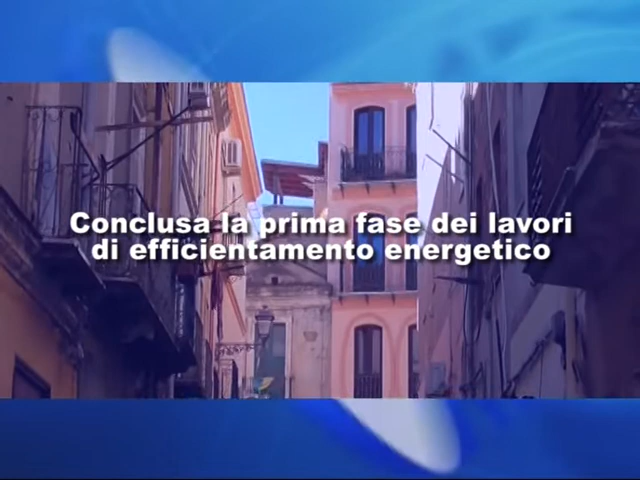 Conclusa la prima fase dei lavori
di efficientamento energetico